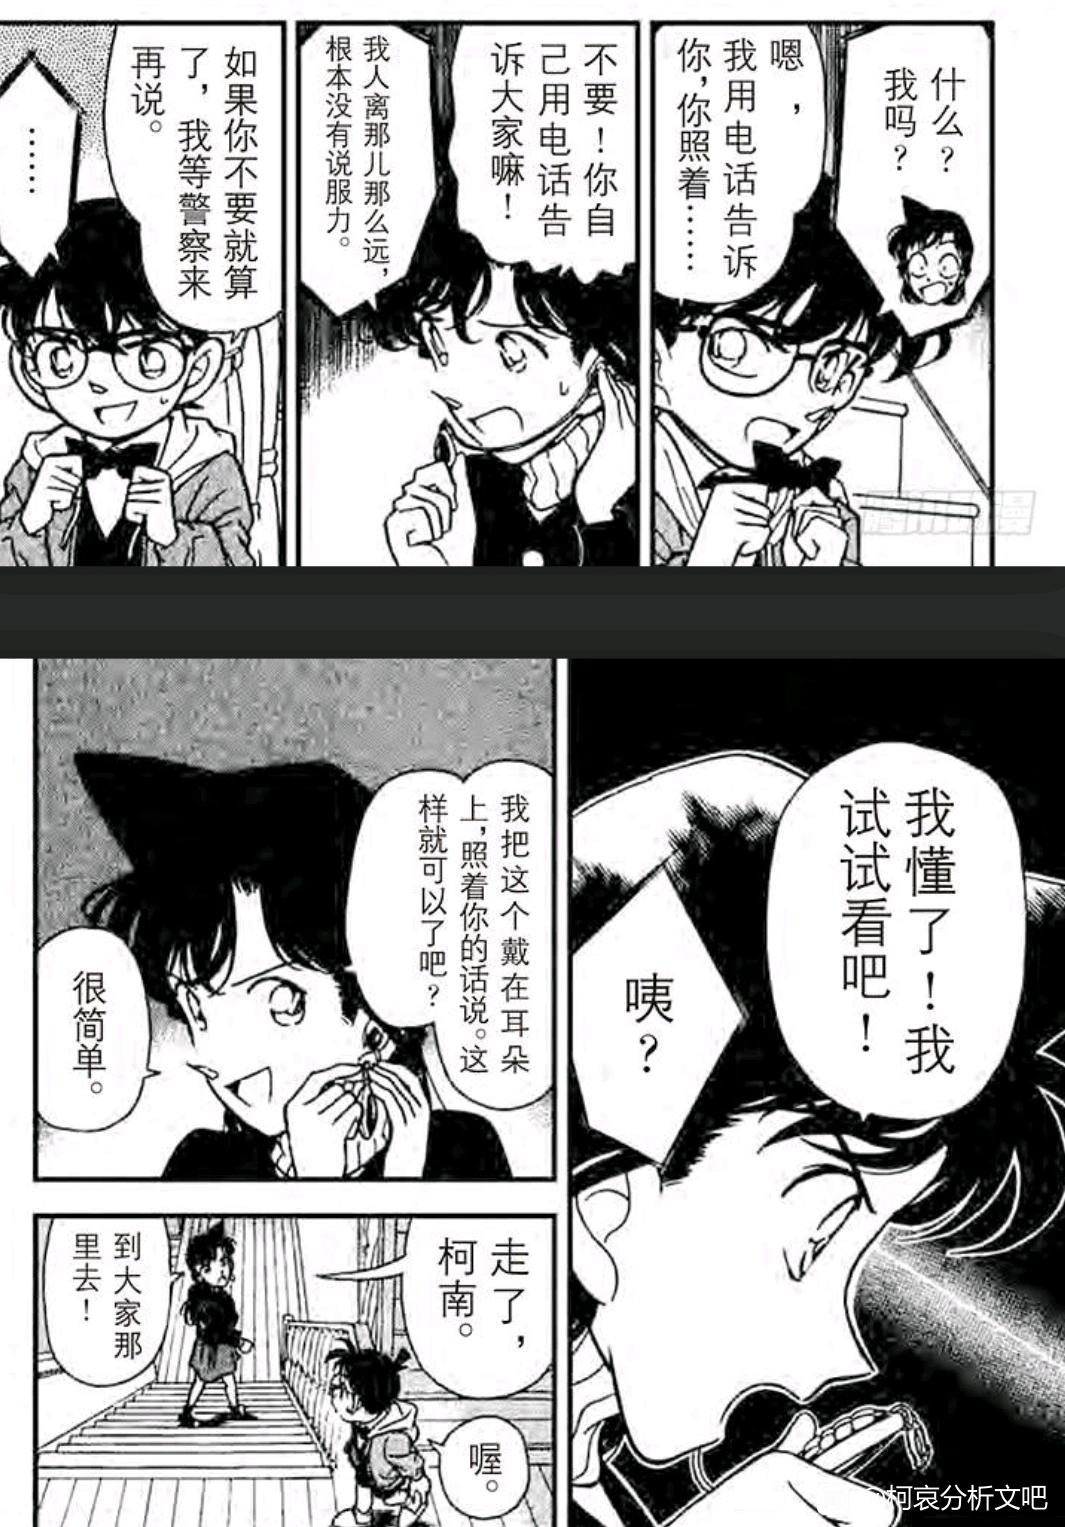 什么？
我吗？
嗯，
我用电话告诉
你，你照着……
不要！你自
己用电话告
诉大家嘛！
我人离那儿那么远，
根本没有说服力。
如果你不要就算
了，我等警察来
再说。
……
我懂了！我
试试看吧！
咦？
我把这个戴在耳朵
上，照着你的话说。这
样就可以了吧？
很简单。
走了，
柯南。
到大家那
里去！
喔。
@柯哀分析文吧